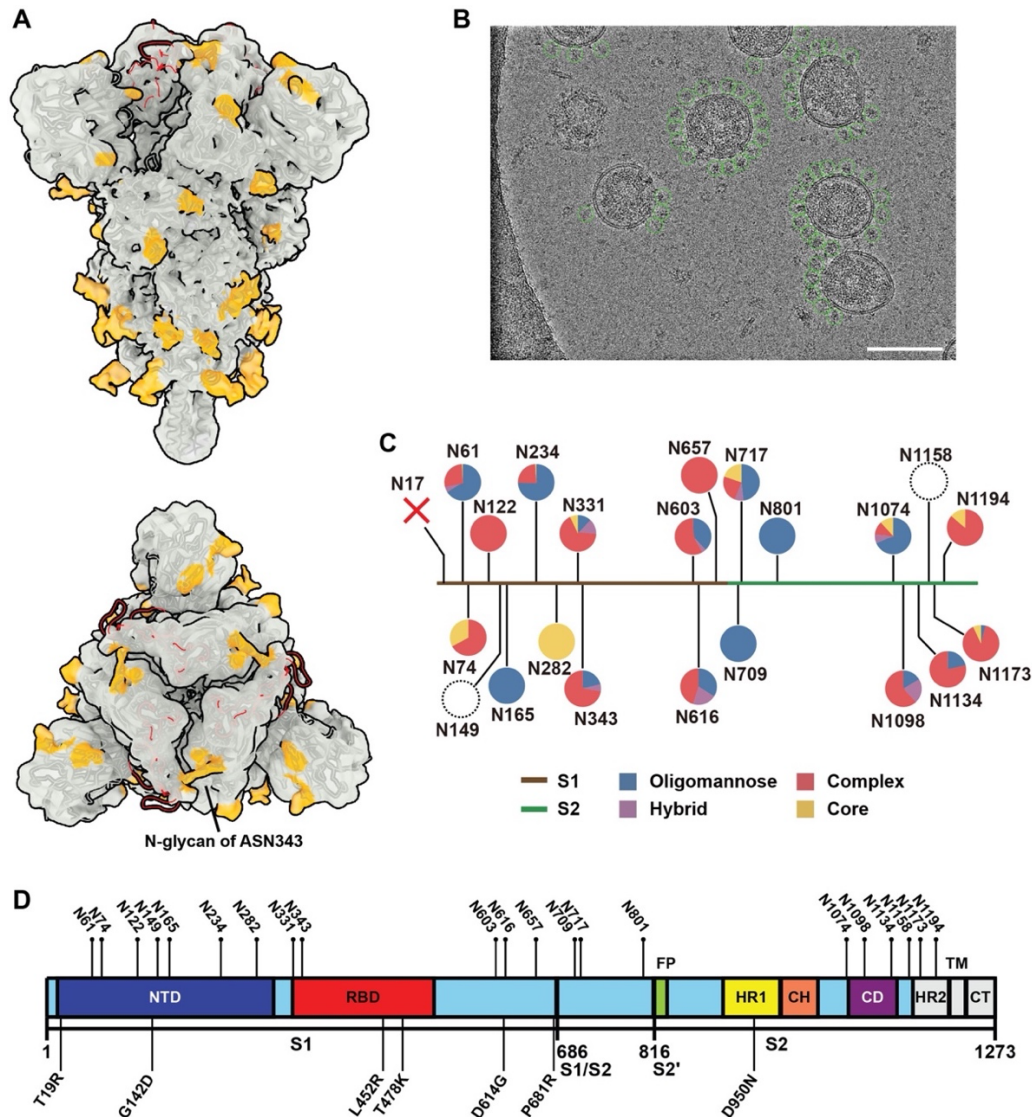 A
N-glycan of ASN343
B
C
N17
N61
N122
N234
N331
N657
N603
N717
N801
N1074
N1158
N1194
N74
N149
N165
N282
N343
N616
N709
N1098
N1134
N1173
S1
S2
Oligomannose
Hybrid
Complex
Core
D
N61
N74
N122
N149
N165
N234
N282
N331
N343
N603
N616
N657
N709
N717
N801
N1074
N1098
N1134
N1158
N1173
N1194
FP
TM
NTD
RBD
HR1
CH
CD
HR2
CT
1
S1
686
S1/S2
816
S2'
S2
1273
T19R
G142D
L452R
T478K
D614G
P681R
D950N